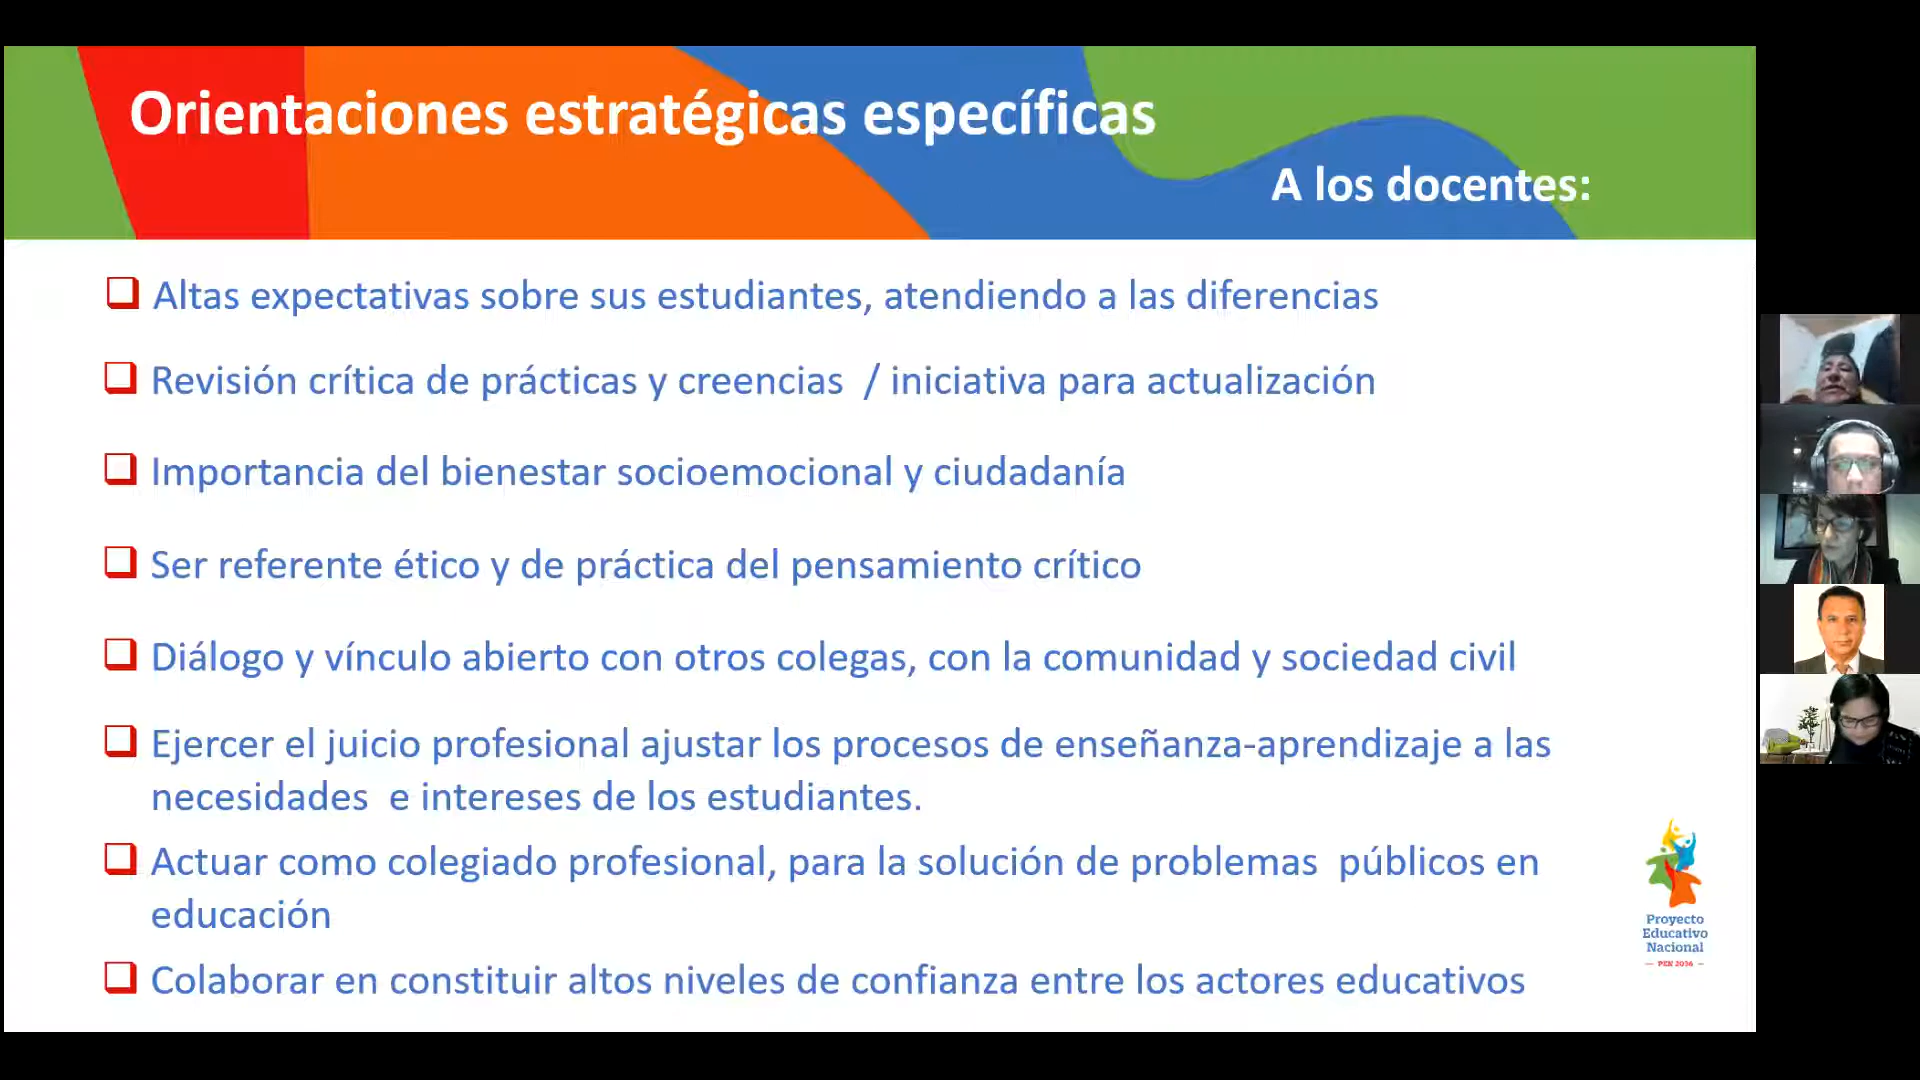 Orientaciones estratégicas específicas
A los docentes:
Altas expectativas sobre sus estudiantes, atendiendo a las diferencias
Revisión crítica de prácticas y creencias / iniciativa para actualización
Importancia del bienestar socioemocional y ciudadanía
Ser referente ético y de práctica del pensamiento crítico
Diálogo y vínculo abierto con otros colegas, con la comunidad y sociedad civil
Ejercer el juicio profesional ajustar los procesos de enseñanza-aprendizaje a las
necesidades e intereses de los estudiantes.
Actuar como colegiado profesional, para la solución de problemas públicos en
educación
Colaborar en constituir altos niveles de confianza entre los actores educativos
Proyecto
Educativo
Nacional
PEN 2036